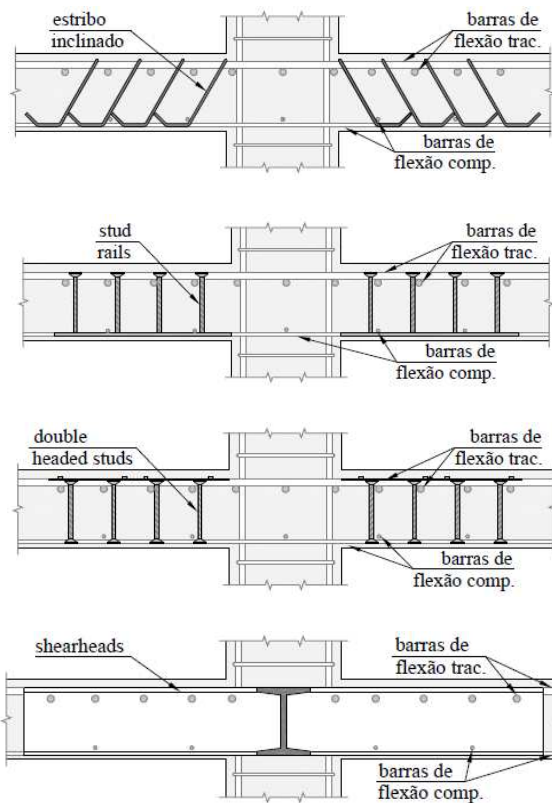 estribo
inclinado
barras de
flexão trac.
barras de
flexão comp.
stud
rails
barras de
flexão trac.
barras de
flexão comp.
double
headed studs
barras de
flexão trac.
barras de
flexão comp.
shearheads
barras de
flexão trac.
barras de
flexão comp.